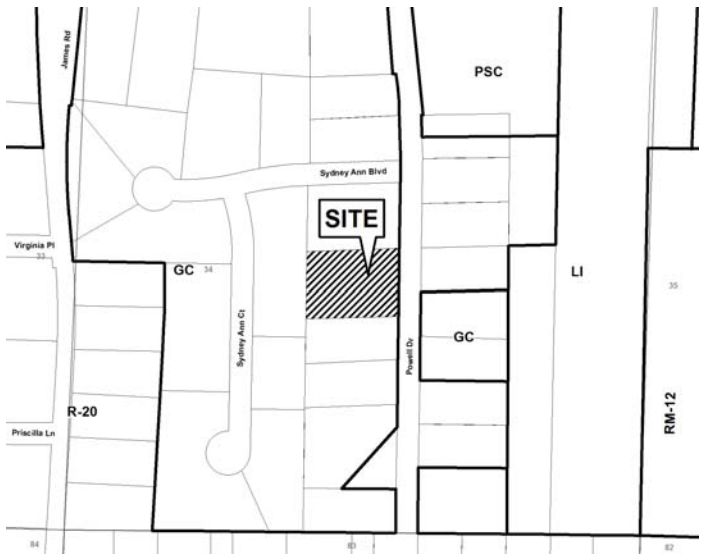 James Rd
PSC
Sydney Ann Blvd
SITE
Virginia Pl
33
GC
34
LI
35
Sydney Ann Ct
Powell Dr
GC
R-20
RM-12
Priscilla Ln
84
83
82